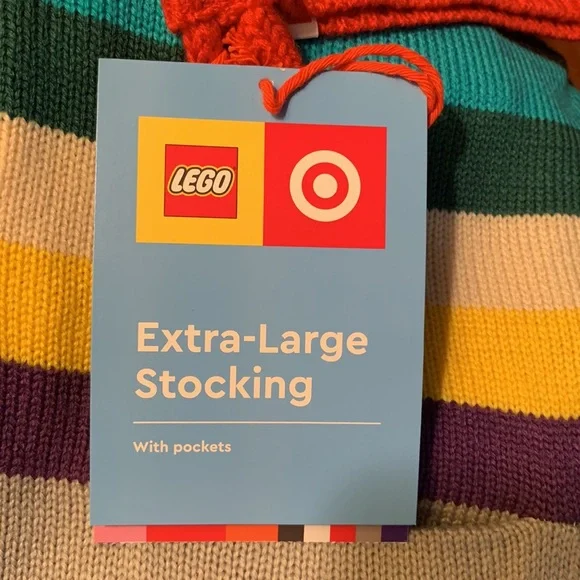 LEGO
Extra-Large
Stocking
With pockets